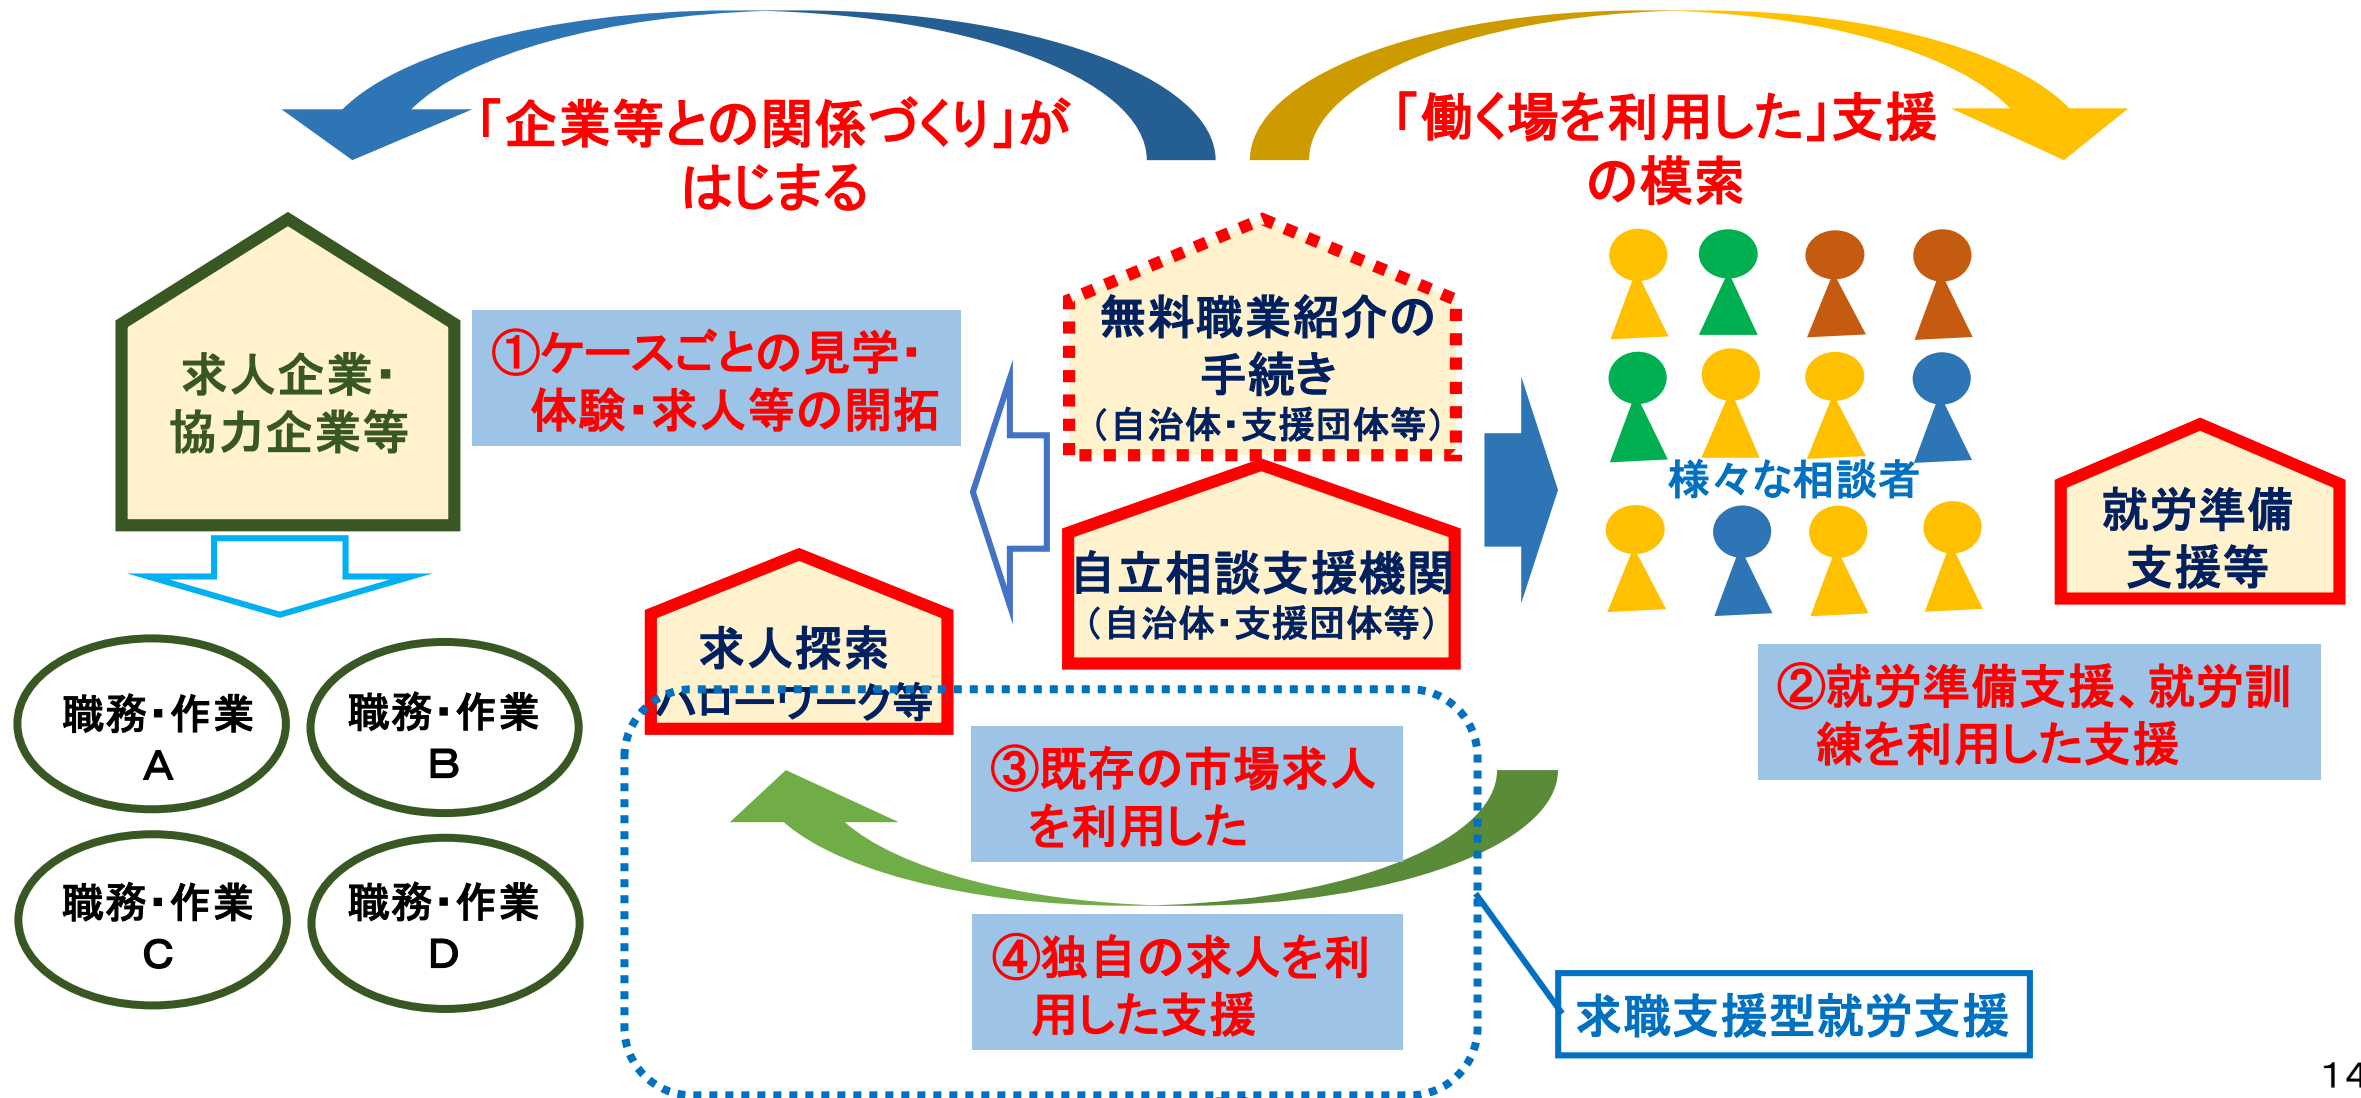 「企業等との関係づくり」が
はじまる
「働く場を利用した」支援
の模索
求人企業・
協力企業等
①ケースごとの見学・
体験・求人等の開拓
無料職業紹介の
手続き
（自治体・支援団体等）
自立相談支援機関
（自治体・支援団体等）
様々な相談者
就労準備
支援等
求人探索
ハローワーク等
②就労準備支援、就労訓
練を利用した支援
職務・作業
A
職務・作業
B
職務・作業
C
職務・作業
D
③既存の市場求人
を利用した
④独自の求人を利
用した支援
求職支援型就労支援
14